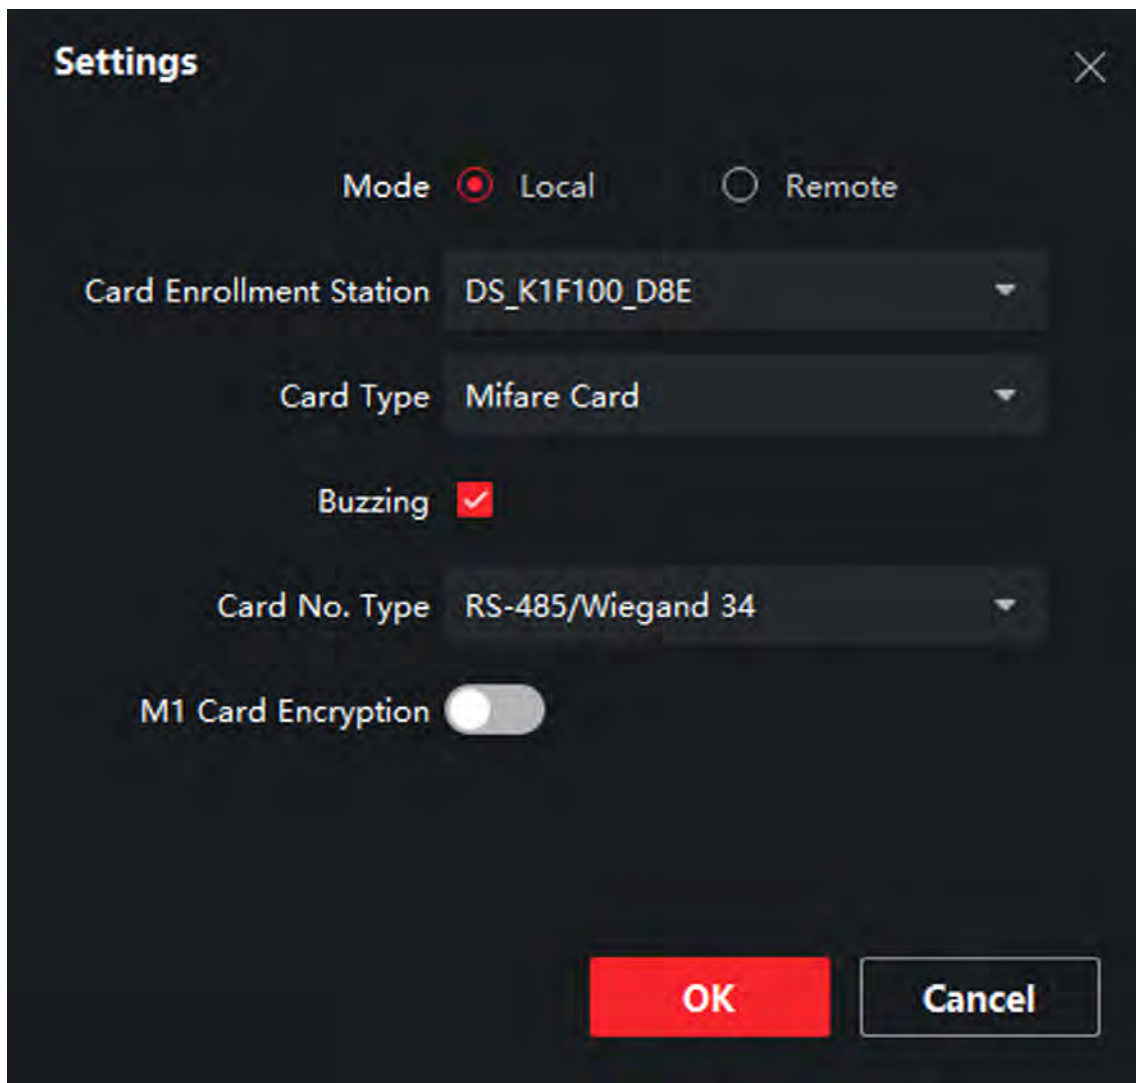 Settings
Mode Local Remote
Card Enrollment Station DS_K1F100_D8E
Card Type Mifare Card
Buzzing
Card No. Type RS-485/Wiegand 34
M1 Card Encryption
OK Cancel